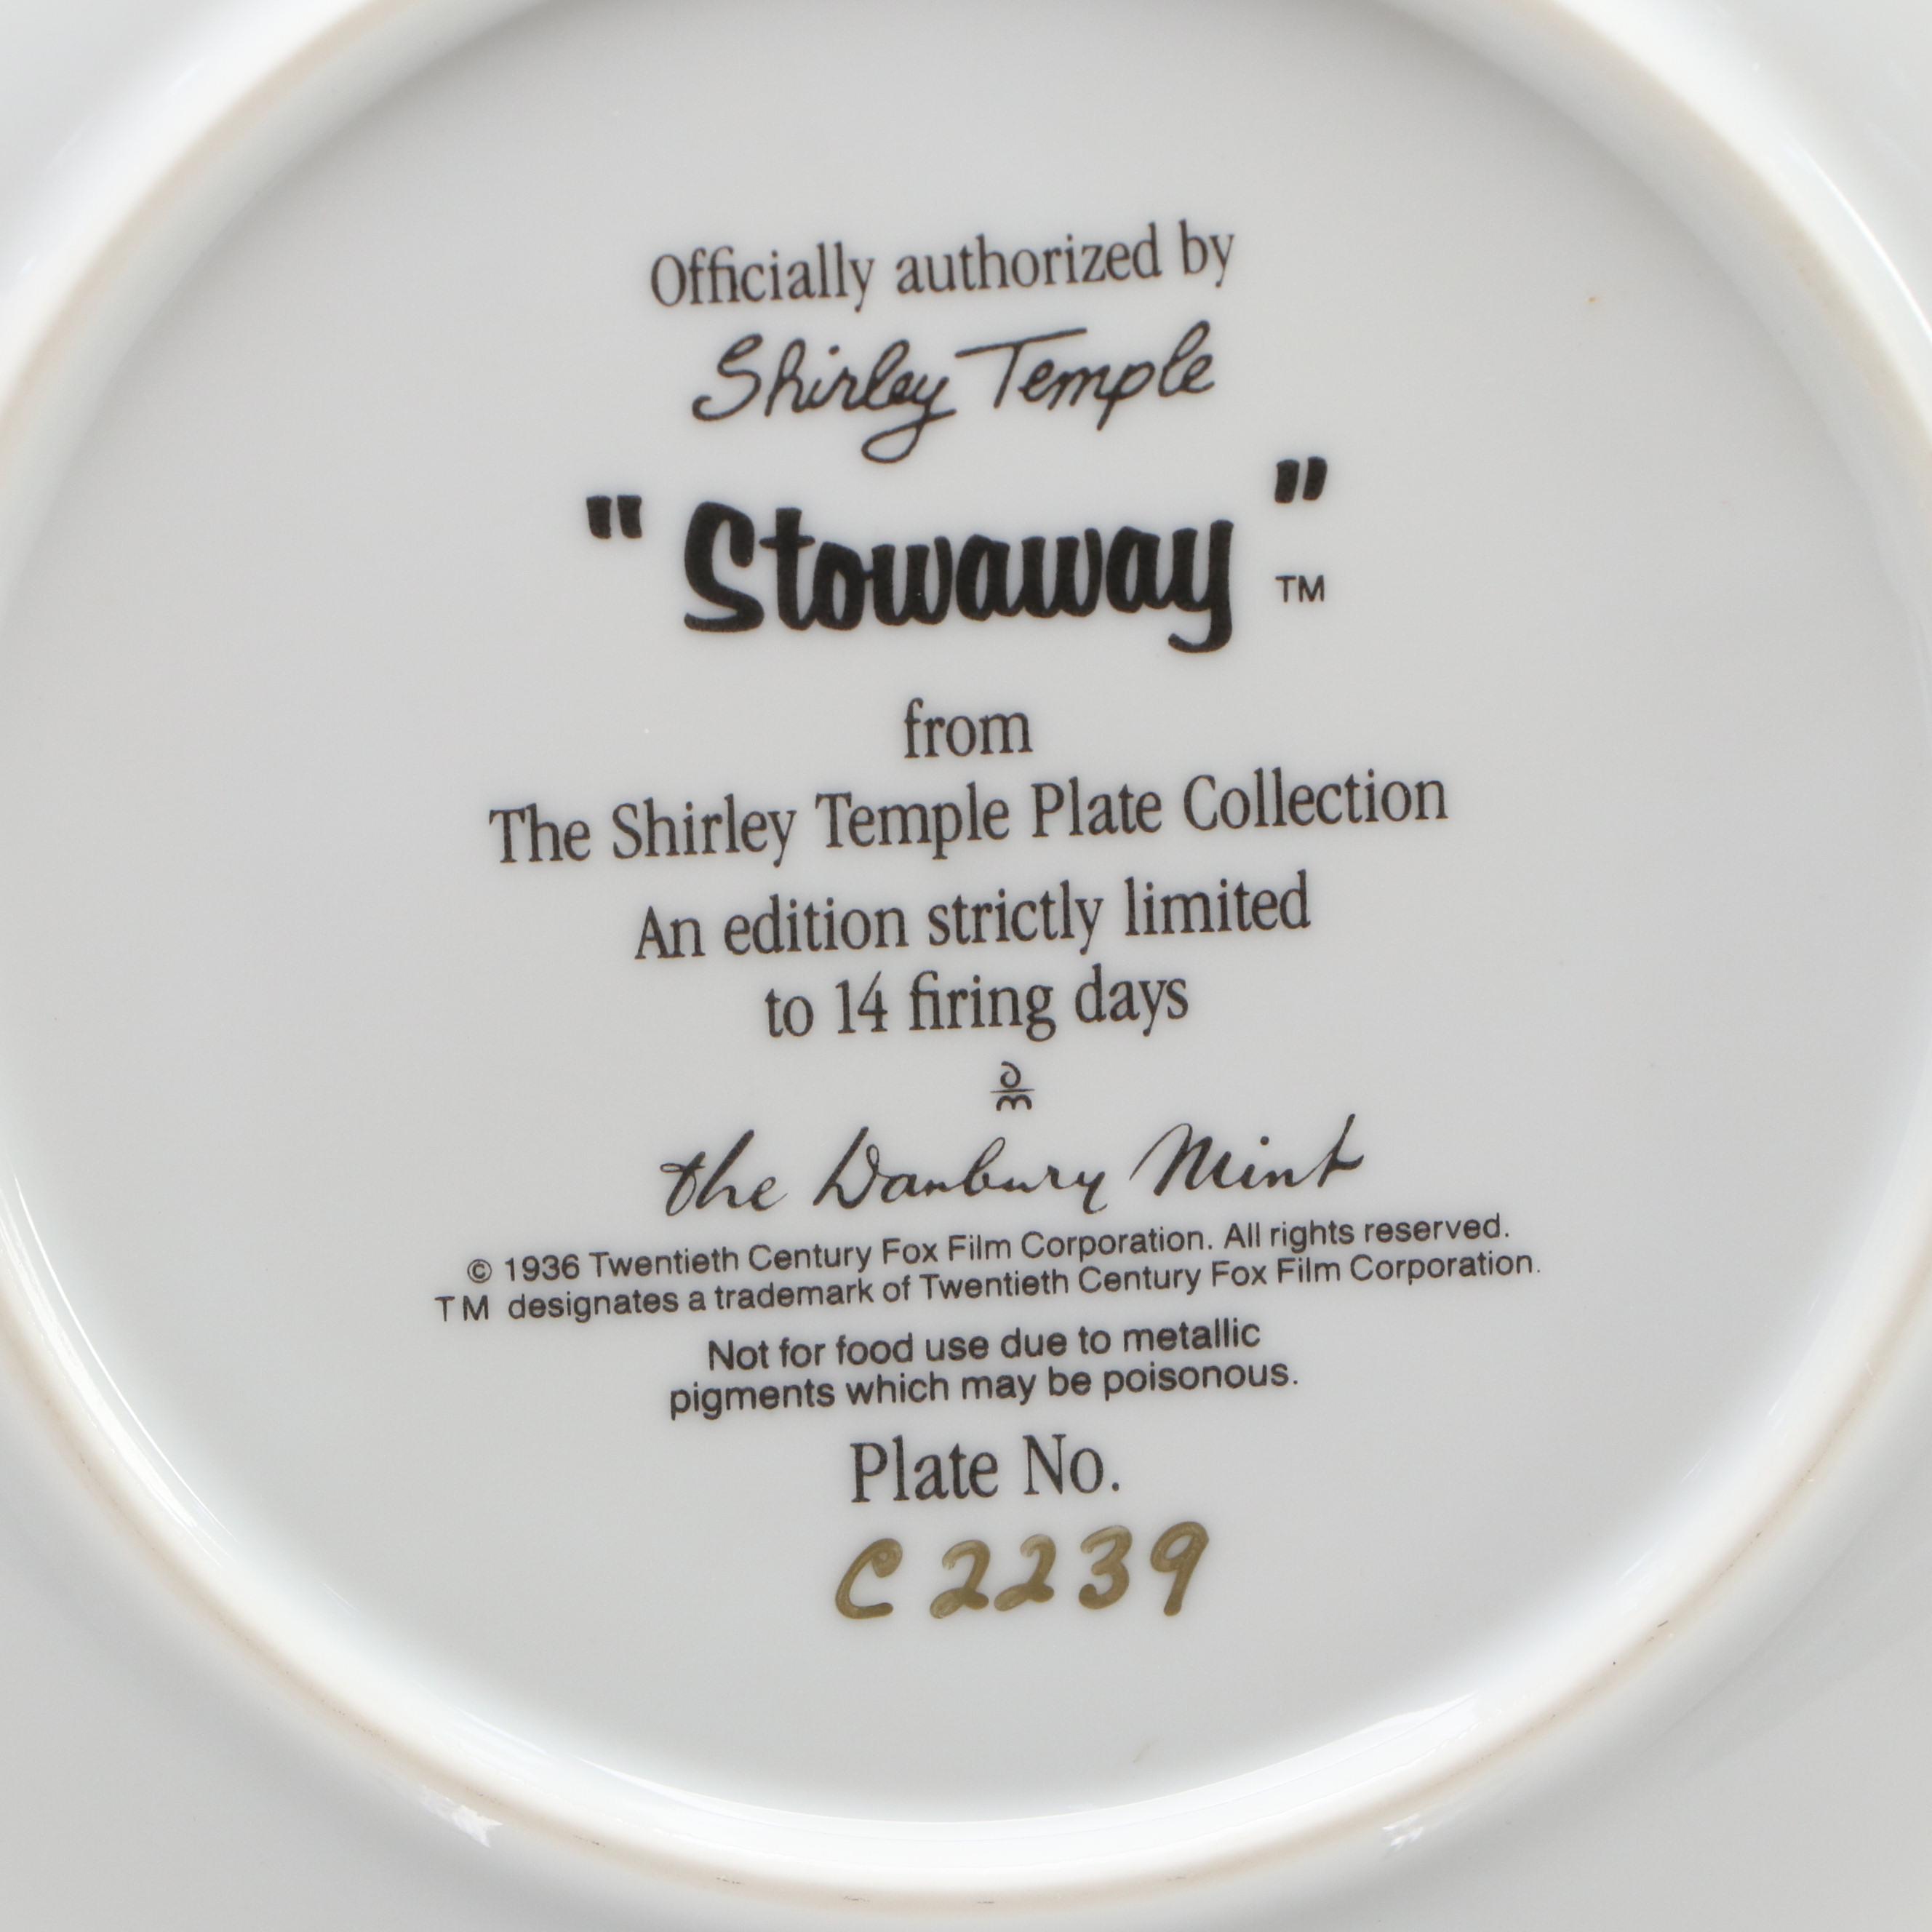 Officially authorized by
Shirley Temple
"Stowaway"™
from
The Shirley Temple Plate Collection
An edition strictly limited
to 14 firing days
dm
the Danbury Mint
© 1936 Twentieth Century Fox Film Corporation. All rights reserved.
TM designates a trademark of Twentieth Century Fox Film Corporation.
Not for food use due to metallic
pigments which may be poisonous.
Plate No.
C2239